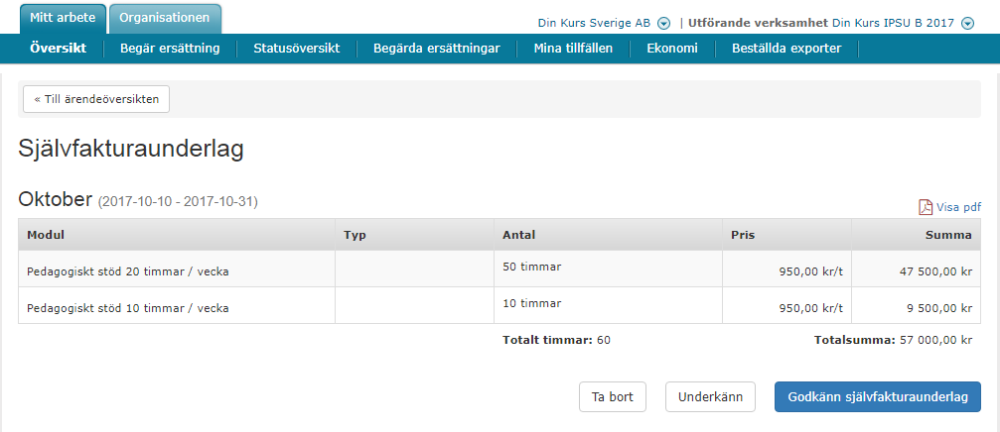 Mitt arbete Organisationen
Din Kurs Sverige AB | Utförande verksamhet Din Kurs IPSU B 2017
Översikt Begär ersättning Statusöversikt Begärda ersättningar Mina tillfällen Ekonomi Beställda exporter
« Till ärendeöversikten
Självfakturaunderlag
Oktober (2017-10-10 - 2017-10-31)
Visa pdf
Modul Typ Antal Pris Summa
Pedagogiskt stöd 20 timmar / vecka 50 timmar 950,00 kr/t 47 500,00 kr
Pedagogiskt stöd 10 timmar / vecka 10 timmar 950,00 kr/t 9 500,00 kr
Totalt timmar: 60 Totalsumma: 57 000,00 kr
Ta bort Underkänn Godkänn självfakturaunderlag